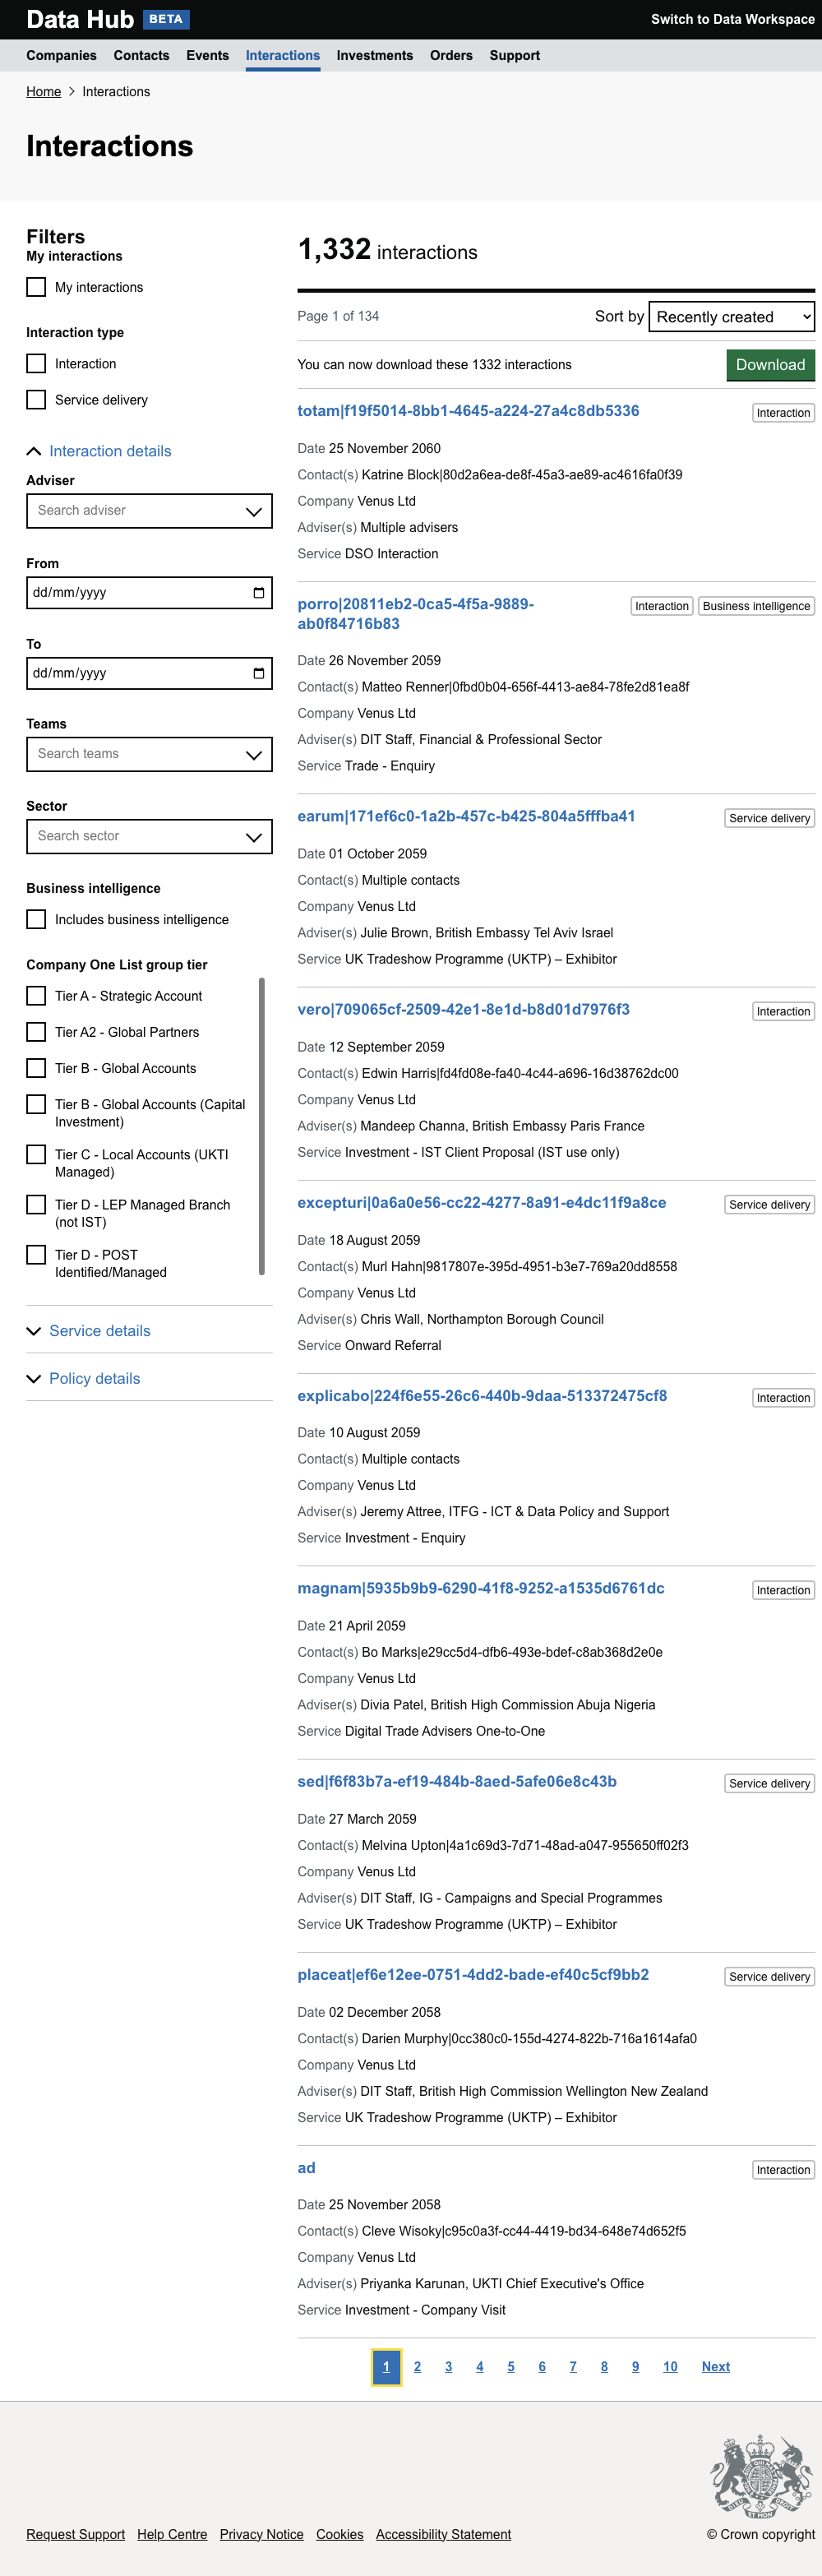 Data Hub BETA
Switch to Data Workspace
Companies Contacts Events Interactions Investments Orders Support
Home Interactions
Interactions
Filters
My interactions
My interactions
Interaction type
Interaction
Service delivery
Interaction details
Adviser
Search adviser
From
dd/mm/yyyy
To
dd/mm/yyyy
Teams
Search teams
Sector
Search sector
Business intelligence
Includes business intelligence
Company One List group tier
Tier A - Strategic Account
Tier A2 - Global Partners
Tier B - Global Accounts
Tier B - Global Accounts (Capital
Investment)
Tier C - Local Accounts (UKTI
Managed)
Tier D - LEP Managed Branch
(not IST)
Tier D - POST
Identified/Managed
Service details
Policy details
1,332 interactions
Page 1 of 134
Sort by Recently created
You can now download these 1332 interactions
Download
totam|f19f5014-8bb1-4645-a224-27a4c8db5336
Interaction
Date 25 November 2060
Contact(s) Katrine Block|80d2a6ea-de8f-45a3-ae89-ac4616fa0f39
Company Venus Ltd
Adviser(s) Multiple advisers
Service DSO Interaction
porro|20811eb2-0ca5-4f5a-9889-
ab0f84716b83
Interaction Business intelligence
Date 26 November 2059
Contact(s) Matteo Renner|0fbd0b04-656f-4413-ae84-78fe2d81ea8f
Company Venus Ltd
Adviser(s) DIT Staff, Financial & Professional Sector
Service Trade - Enquiry
earum|171ef6c0-1a2b-457c-b425-804a5fffba41
Service delivery
Date 01 October 2059
Contact(s) Multiple contacts
Company Venus Ltd
Adviser(s) Julie Brown, British Embassy Tel Aviv Israel
Service UK Tradeshow Programme (UKTP) – Exhibitor
vero|709065cf-2509-42e1-8e1d-b8d01d7976f3
Interaction
Date 12 September 2059
Contact(s) Edwin Harris|fd4fd08e-fa40-4c44-a696-16d38762dc00
Company Venus Ltd
Adviser(s) Mandeep Channa, British Embassy Paris France
Service Investment - IST Client Proposal (IST use only)
excepturi|0a6a0e56-cc22-4277-8a91-e4dc11f9a8ce
Service delivery
Date 18 August 2059
Contact(s) Murl Hahn|9817807e-395d-4951-b3e7-769a20dd8558
Company Venus Ltd
Adviser(s) Chris Wall, Northampton Borough Council
Service Onward Referral
explicabo|224f6e55-26c6-440b-9daa-513372475cf8
Interaction
Date 10 August 2059
Contact(s) Multiple contacts
Company Venus Ltd
Adviser(s) Jeremy Attree, ITFG - ICT & Data Policy and Support
Service Investment - Enquiry
magnam|5935b9b9-6290-41f8-9252-a1535d6761dc
Interaction
Date 21 April 2059
Contact(s) Bo Marks|e29cc5d4-dfb6-493e-bdef-c8ab368d2e0e
Company Venus Ltd
Adviser(s) Divia Patel, British High Commission Abuja Nigeria
Service Digital Trade Advisers One-to-One
sed|f6f83b7a-ef19-484b-8aed-5afe06e8c43b
Service delivery
Date 27 March 2059
Contact(s) Melvina Upton|4a1c69d3-7d71-48ad-a047-955650ff02f3
Company Venus Ltd
Adviser(s) DIT Staff, IG - Campaigns and Special Programmes
Service UK Tradeshow Programme (UKTP) – Exhibitor
placeat|ef6e12ee-0751-4dd2-bade-ef40c5cf9bb2
Service delivery
Date 02 December 2058
Contact(s) Darien Murphy|0cc380c0-155d-4274-822b-716a1614afa0
Company Venus Ltd
Adviser(s) DIT Staff, British High Commission Wellington New Zealand
Service UK Tradeshow Programme (UKTP) – Exhibitor
ad
Interaction
Date 25 November 2058
Contact(s) Cleve Wisoky|c95c0a3f-cc44-4419-bd34-648e74d652f5
Company Venus Ltd
Adviser(s) Priyanka Karunan, UKTI Chief Executive's Office
Service Investment - Company Visit
1 2 3 4 5 6 7 8 9 10 Next
Request Support Help Centre Privacy Notice Cookies Accessibility Statement
© Crown copyright